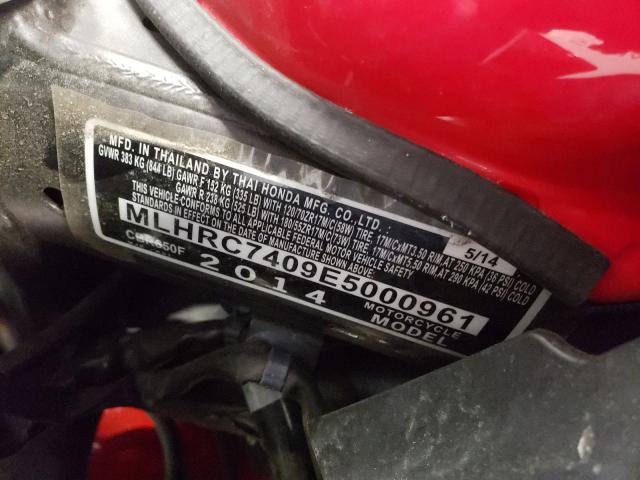 MFD. IN THAILAND BY THAI HONDA MFG. CO., LTD.: 5/14
GVWR 383 KG (844 LB) GAWR F 152 KG (335 LB) WITH 120/70ZR17M/C(58W) TIRE, 17M/CxMT3.50 RIM,AT 250 KPA (36 PSI) COLD
GAWR R 238 KG (525 LB) WITH 180/55ZR17M/C(73W) TIRE, 17M/CxMT5.50 RIM,AT 290 KPA (42 PSI) COLD
THIS VEHICLE CONFORMS TO ALL APPLICABLE FEDERAL MOTOR VEHICLE SAFETY
STANDARDS IN EFFECT ON THE DATE OF MANUFACTURE SHOWN ABOVE.
MLHRC7409E5000961
CBR650F MOTORCYCLE
2014 MODEL